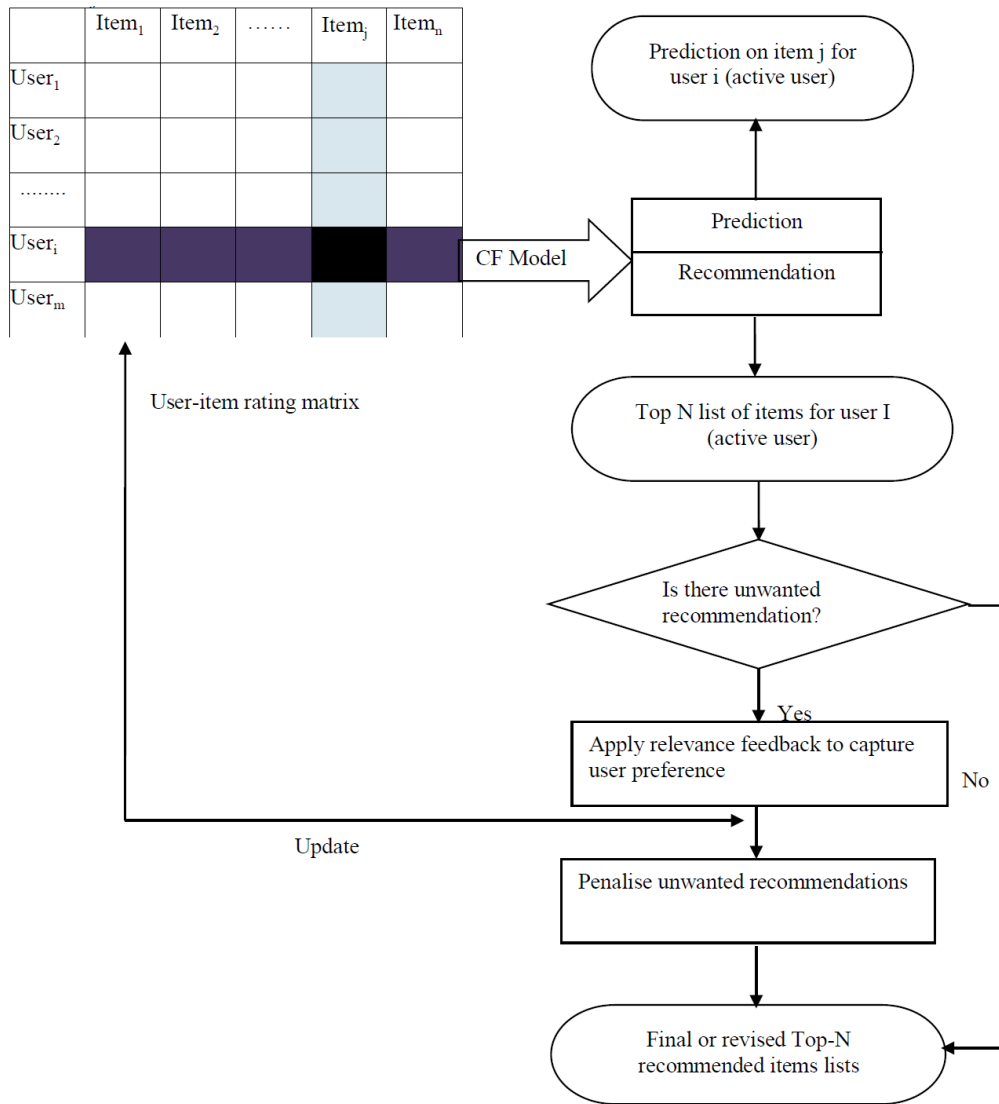 Item₁ Item₂ …… Itemⱼ Itemₙ
User₁
User₂
……..
Userᵢ
Userₘ
User-item rating matrix
CF Model
Prediction on item j for
user i (active user)
Prediction
Recommendation
Top N list of items for user I
(active user)
Is there unwanted
recommendation?
Yes
No
Apply relevance feedback to capture
user preference
Update
Penalise unwanted recommendations
Final or revised Top-N
recommended items lists